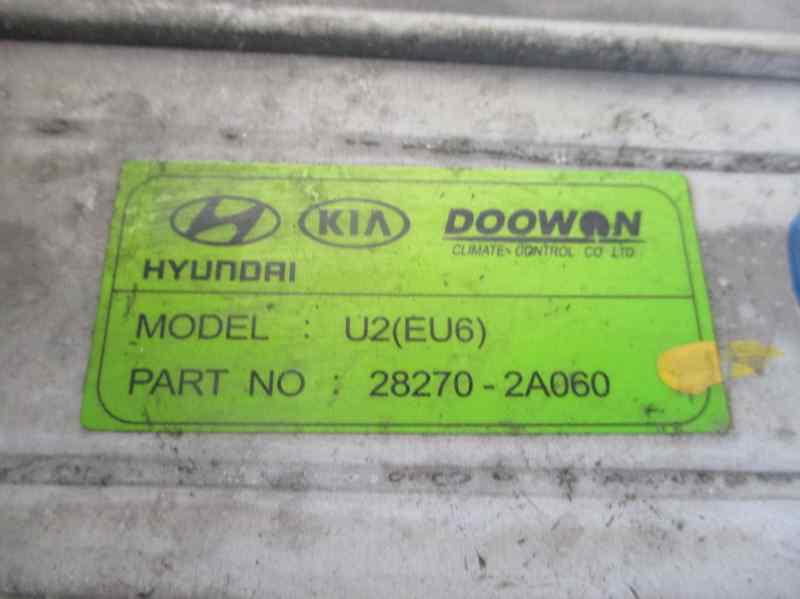 KIA DOOWON
CLIMATE CONTROL CO LTD
HYUNDAI
MODEL : U2(EU6)
PART NO : 28270-2A060